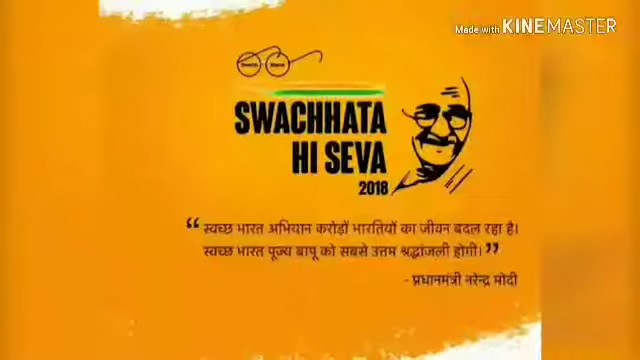 Made with KINEMASTER
SWACHHATA
HI SEVA
2018
“ स्वच्छ भारत अभियान करोड़ों भारतियों का जीवन बदल रहा है।
स्वच्छ भारत पूज्य बापू को सबसे उत्तम श्रद्धांजली होगी। ”
- प्रधानमंत्री नरेन्द्र मोदी